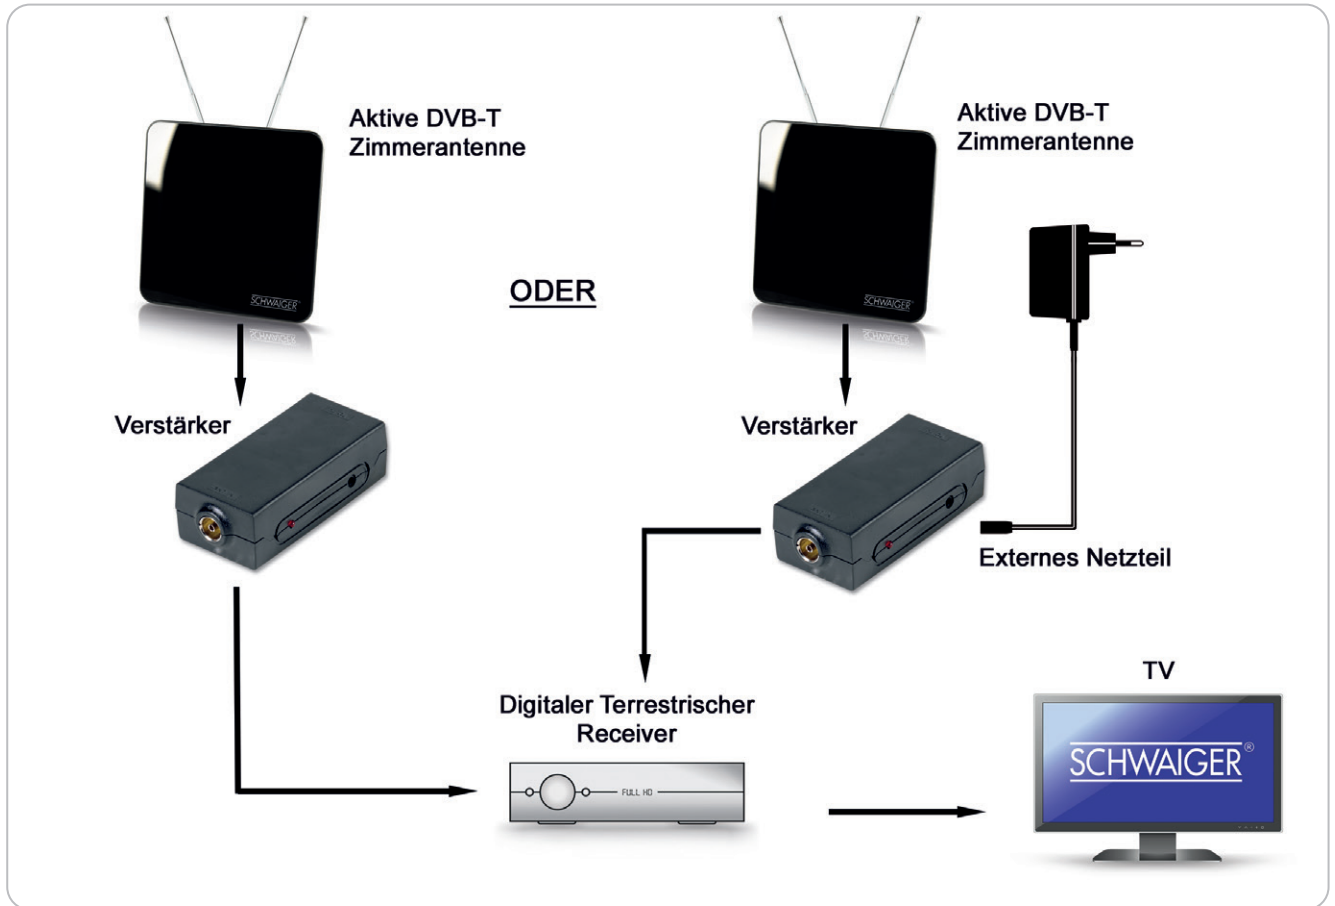 Aktive DVB-T
Zimmerantenne
SCHWAIGER
Aktive DVB-T
Zimmerantenne
SCHWAIGER
ODER
Verstärker
Verstärker
Externes Netzteil
Digitaler Terrestrischer
Receiver
FULL HD
TV
SCHWAIGER®